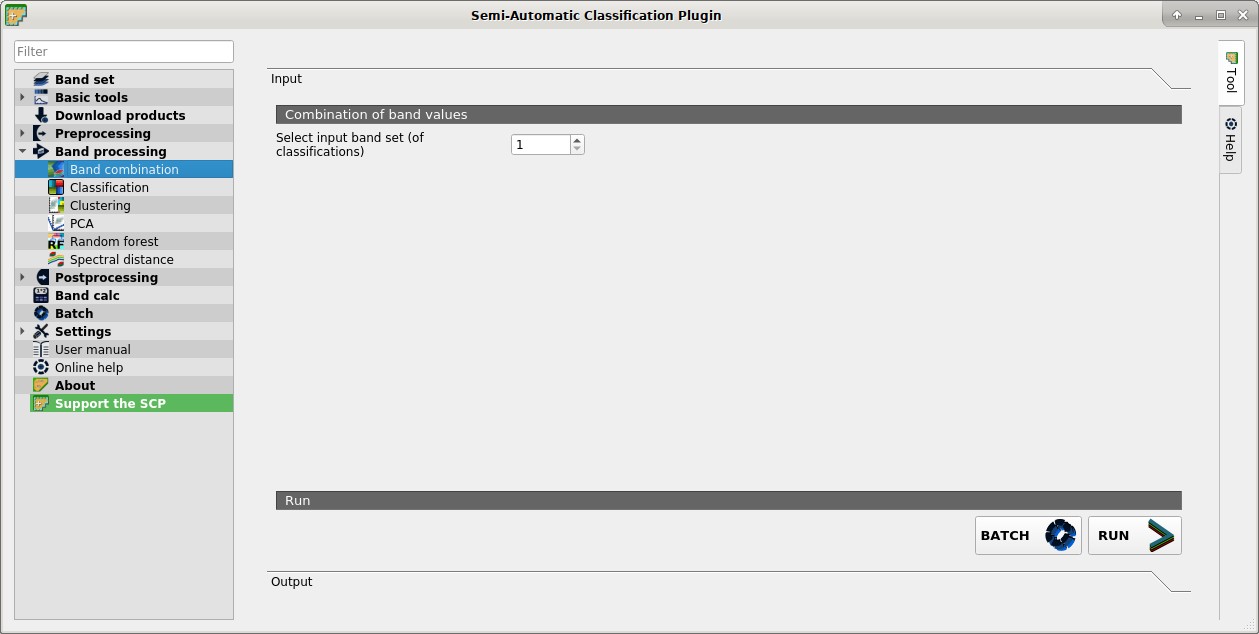 Semi-Automatic Classification Plugin
Filter
Band set
Basic tools
Download products
Preprocessing
Band processing
Band combination
Classification
Clustering
PCA
RF Random forest
Spectral distance
Postprocessing
Band calc
Batch
Settings
User manual
Online help
About
Support the SCP
Input
Combination of band values
Select input band set (of
classifications)
1
Run
BATCH
RUN
Output
Tool
Help